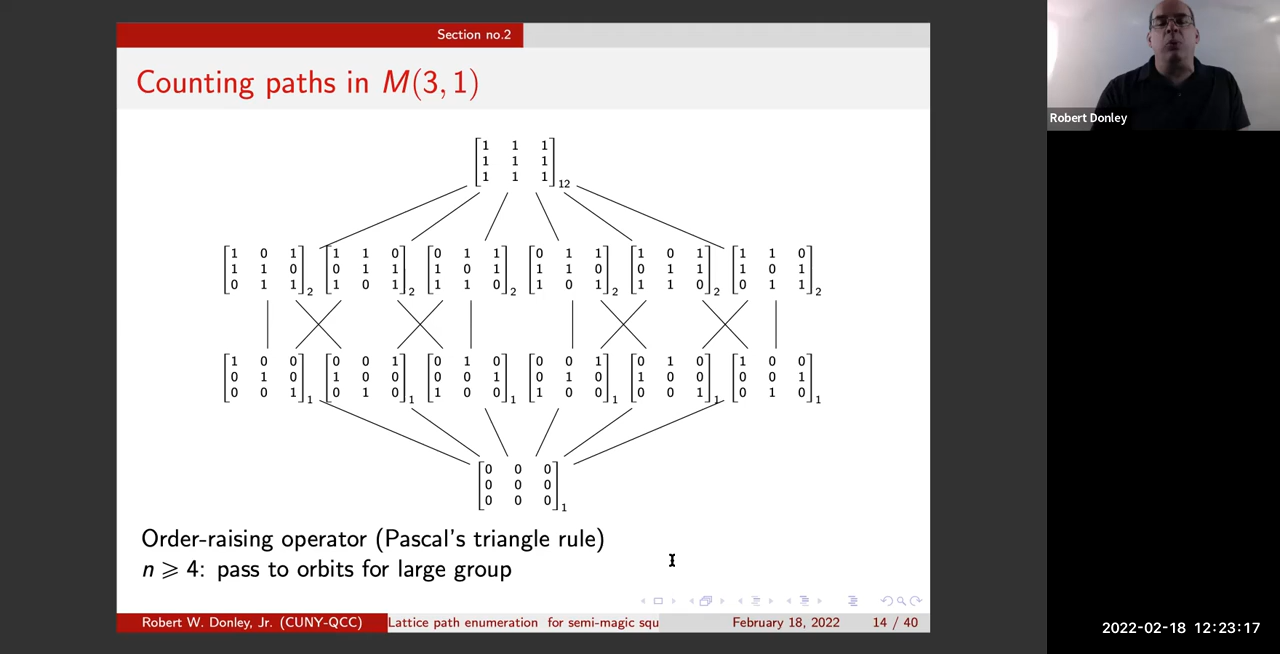 Section no.2
Counting paths in M(3, 1)
1 1 1
1 1 1
1 1 1 12
1 0 1 1 1 0 0 1 1 0 1 1 1 0 1 1 1 0
1 1 0 0 1 1 1 0 1 1 1 0 0 1 1 1 0 1
0 1 1 2 1 0 1 2 1 1 0 2 1 0 1 2 1 1 0 2 0 1 1 2
1 0 0 0 0 1 0 1 0 0 0 1 0 1 0 1 0 0
0 1 0 1 0 0 0 0 1 0 1 0 1 0 0 0 0 1
0 0 1 1 0 1 0 1 1 0 0 1 1 0 0 1 0 0 1 1 0 1 0 1
0 0 0
0 0 0
0 0 0 1
Order-raising operator (Pascal's triangle rule)
n ⩾ 4: pass to orbits for large group
Robert W. Donley, Jr. (CUNY-QCC) Lattice path enumeration for semi-magic squ February 18, 2022 14 / 40
Robert Donley
2022-02-18 12:23:17